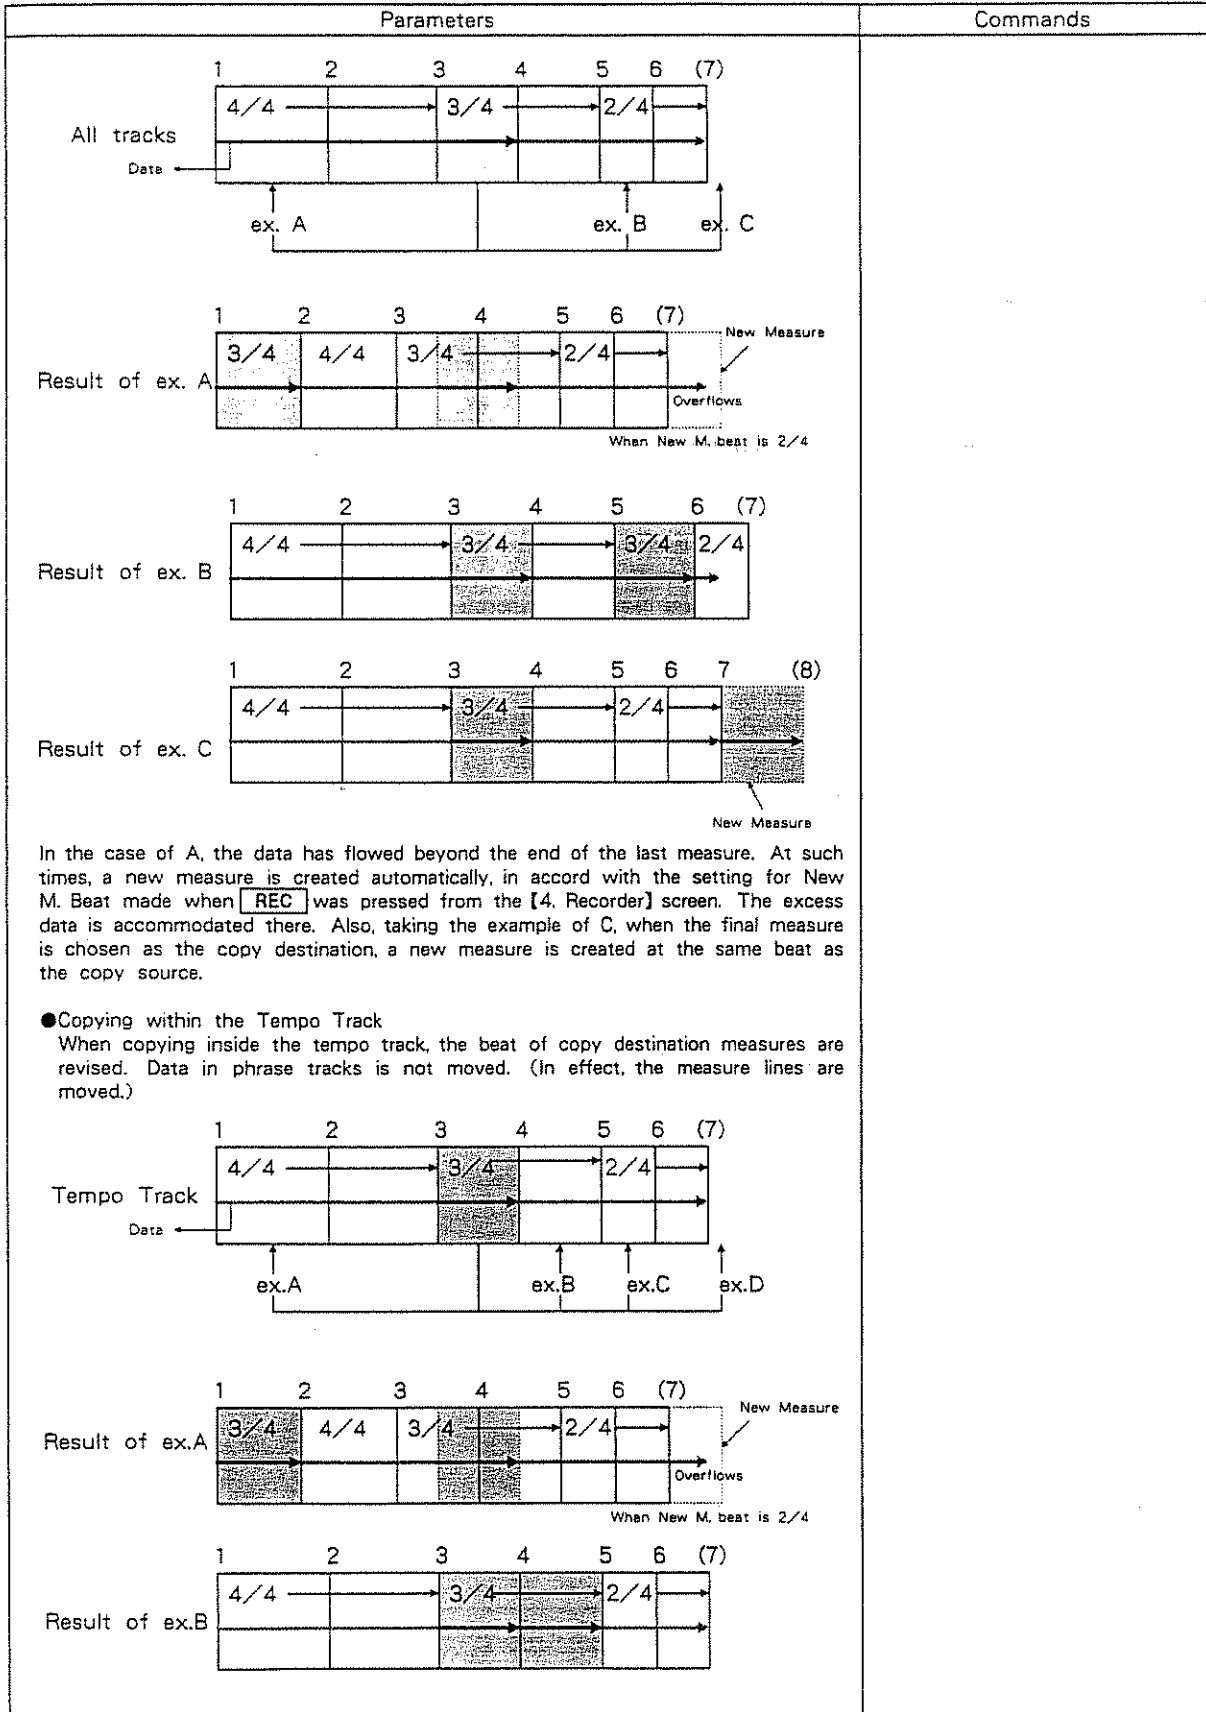 Parameters Commands
1 2 3 4 5 6 (7)
4/4 3/4 2/4
All tracks
Data
ex. A ex. B ex. C
1 2 3 4 5 6 (7)
New Measure
3/4 4/4 3/4 2/4
Result of ex. A
Overflows
When New M. beat is 2/4
1 2 3 4 5 6 (7)
4/4 3/4 3/4 2/4
Result of ex. B
1 2 3 4 5 6 7 (8)
4/4 3/4 2/4
Result of ex. C
New Measure
In the case of A, the data has flowed beyond the end of the last measure. At such
times, a new measure is created automatically, in accord with the setting for New
M. Beat made when REC was pressed from the [4. Recorder] screen. The excess
data is accommodated there. Also, taking the example of C, when the final measure
is chosen as the copy destination, a new measure is created at the same beat as
the copy source.
●Copying within the Tempo Track
When copying inside the tempo track, the beat of copy destination measures are
revised. Data in phrase tracks is not moved. (In effect, the measure lines are
moved.)
1 2 3 4 5 6 (7)
4/4 3/4 2/4
Tempo Track
Data
ex.A ex.B ex.C ex.D
1 2 3 4 5 6 (7)
New Measure
3/4 4/4 3/4 2/4
Result of ex.A
Overflows
When New M. beat is 2/4
1 2 3 4 5 6 (7)
4/4 3/4 2/4
Result of ex.B